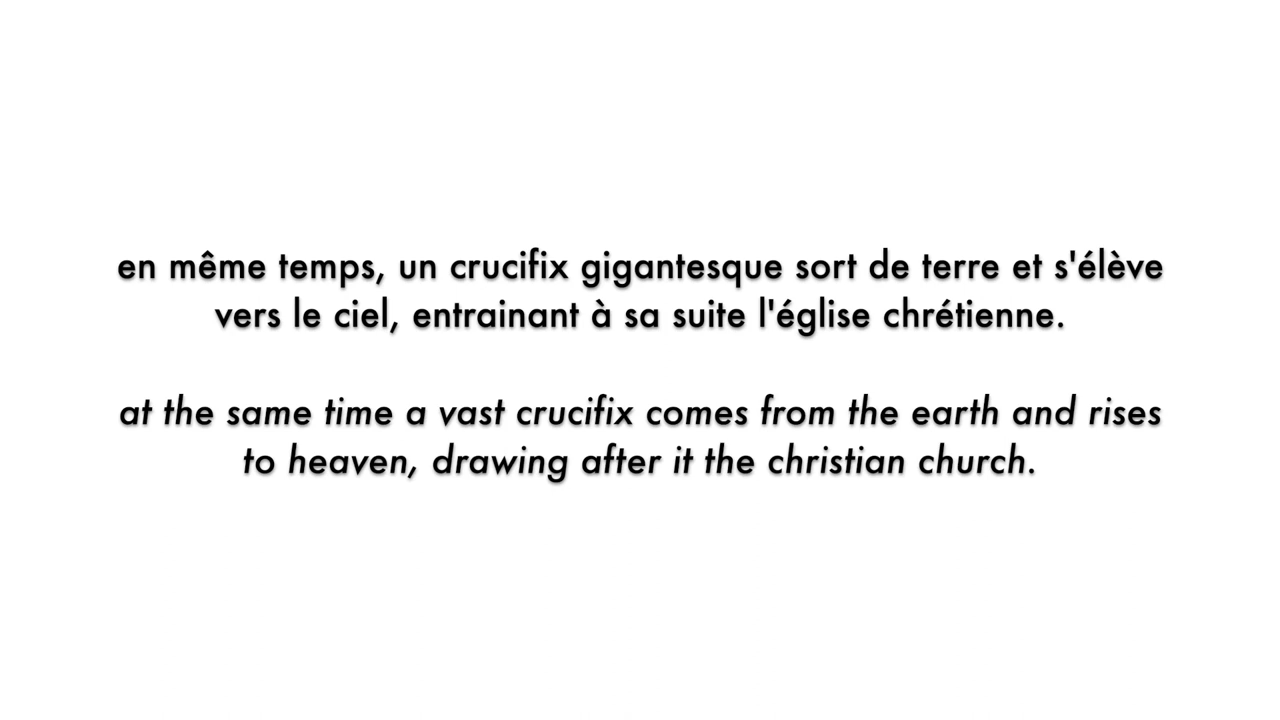 en même temps, un crucifix gigantesque sort de terre et s'élève
vers le ciel, entrainant à sa suite l'église chrétienne.
at the same time a vast crucifix comes from the earth and rises
to heaven, drawing after it the christian church.